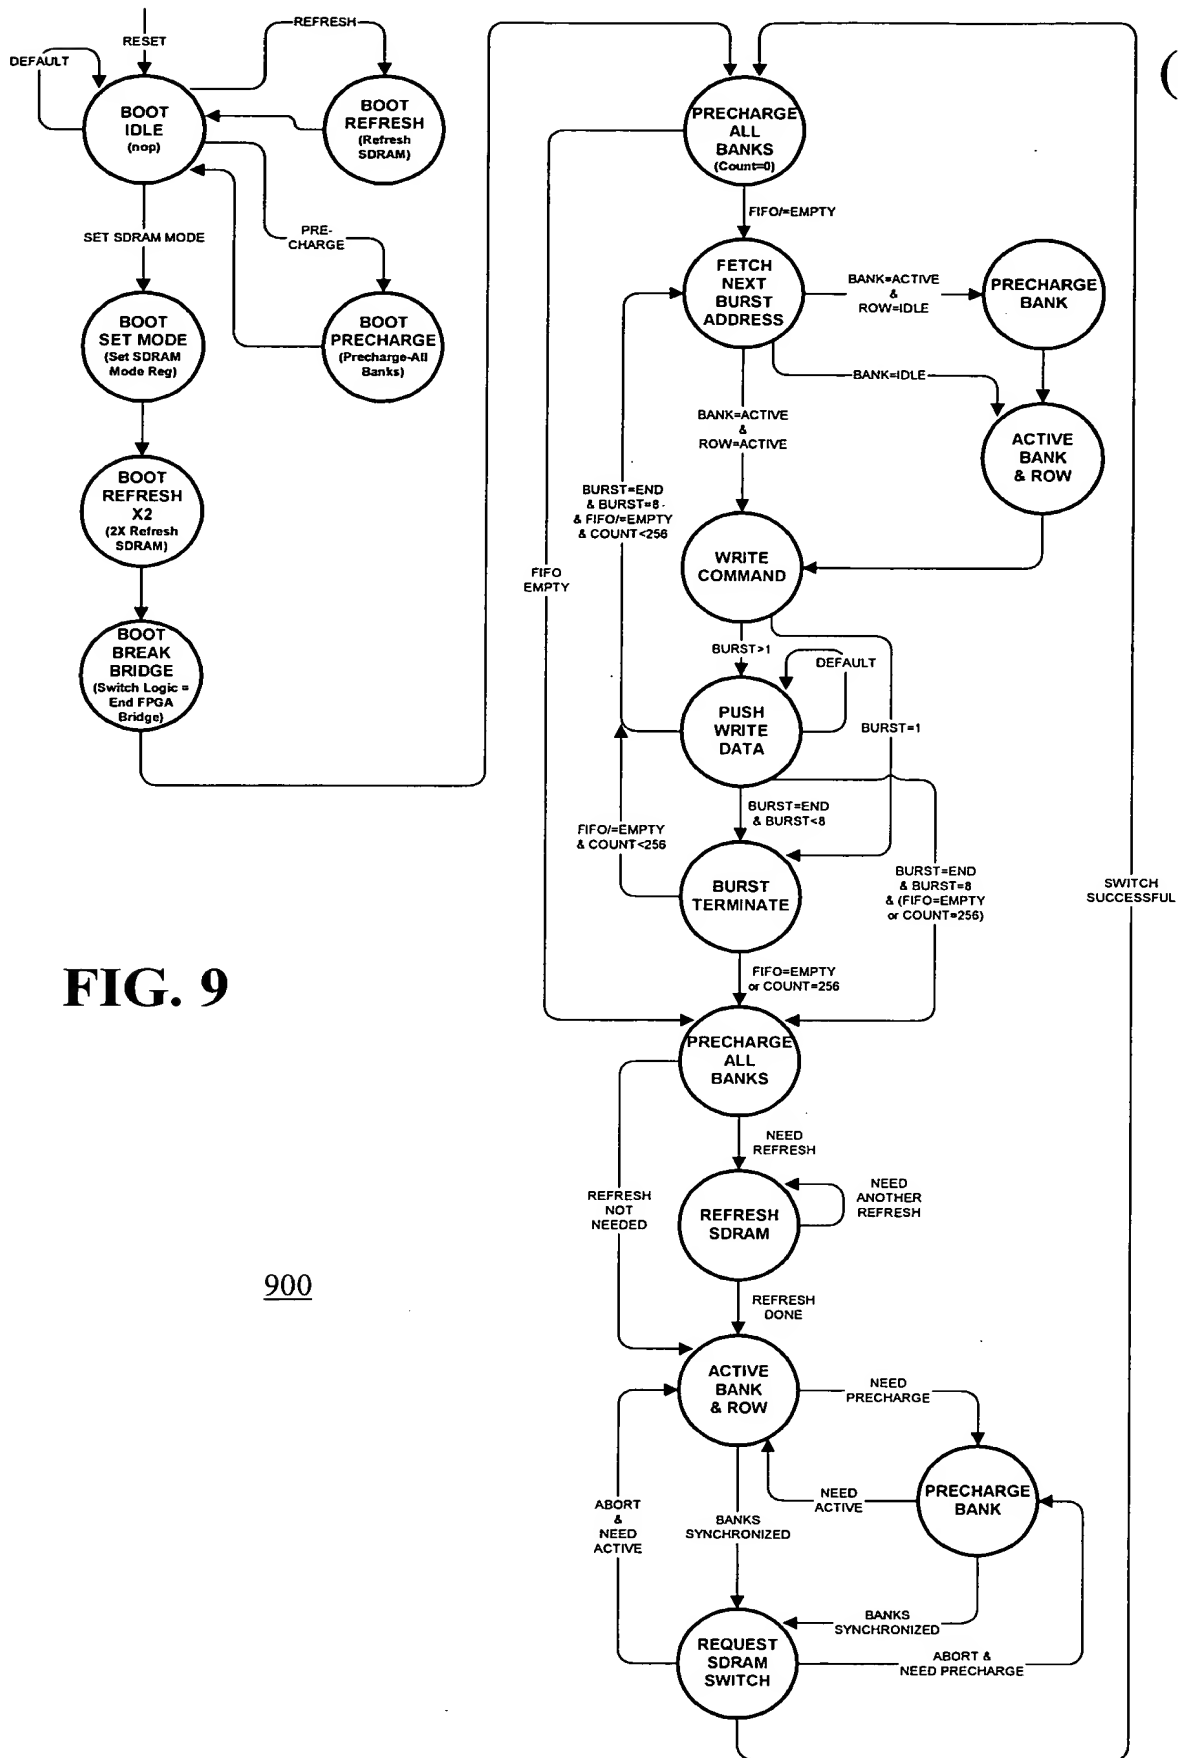 RESET
REFRESH
DEFAULT
BOOT
IDLE
(nop)
BOOT
REFRESH
(Refresh
SDRAM)
SET SDRAM MODE
PRE-
CHARGE
BOOT
SET MODE
(Set SDRAM
Mode Reg)
BOOT
PRECHARGE
(Precharge-All
Banks)
BOOT
REFRESH
X2
(2X Refresh
SDRAM)
BOOT
BREAK
BRIDGE
(Switch Logic =
End FPGA
Bridge)
(
PRECHARGE
ALL
BANKS
(Count=0)
FIFO/=EMPTY
FETCH
NEXT
BURST
ADDRESS
BANK=ACTIVE
&
ROW=IDLE
PRECHARGE
BANK
BANK=IDLE
BANK=ACTIVE
&
ROW=ACTIVE
ACTIVE
BANK
& ROW
BURST=END
& BURST=8
& FIFO/=EMPTY
& COUNT<256
FIFO
EMPTY
WRITE
COMMAND
BURST>1
DEFAULT
PUSH
WRITE
DATA
BURST=1
BURST=END
& BURST<8
FIFO/=EMPTY
& COUNT<256
BURST
TERMINATE
BURST=END
& BURST=8
& (FIFO=EMPTY
or COUNT=256)
SWITCH
SUCCESSFUL
FIFO=EMPTY
or COUNT=256
FIG. 9
PRECHARGE
ALL
BANKS
NEED
REFRESH
REFRESH
NOT
NEEDED
REFRESH
SDRAM
NEED
ANOTHER
REFRESH
900
REFRESH
DONE
ACTIVE
BANK
& ROW
NEED
PRECHARGE
PRECHARGE
BANK
NEED
ACTIVE
ABORT
&
NEED
ACTIVE
BANKS
SYNCHRONIZED
BANKS
SYNCHRONIZED
REQUEST
SDRAM
SWITCH
ABORT &
NEED PRECHARGE